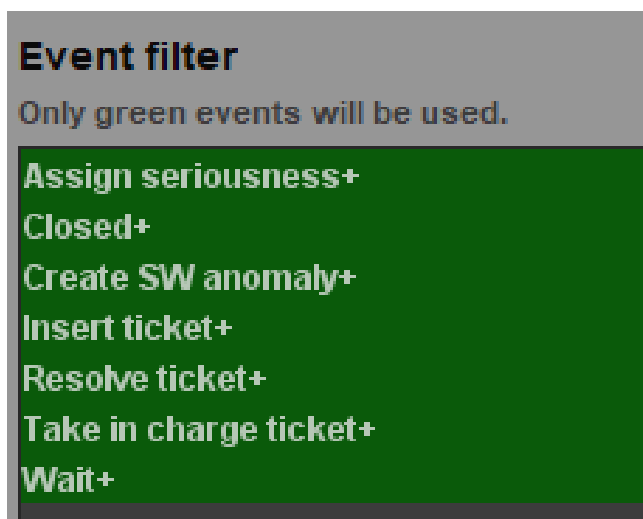 Event filter
Only green events will be used.
Assign seriousness+
Closed+
Create SW anomaly+
Insert ticket+
Resolve ticket+
Take in charge ticket+
Wait+